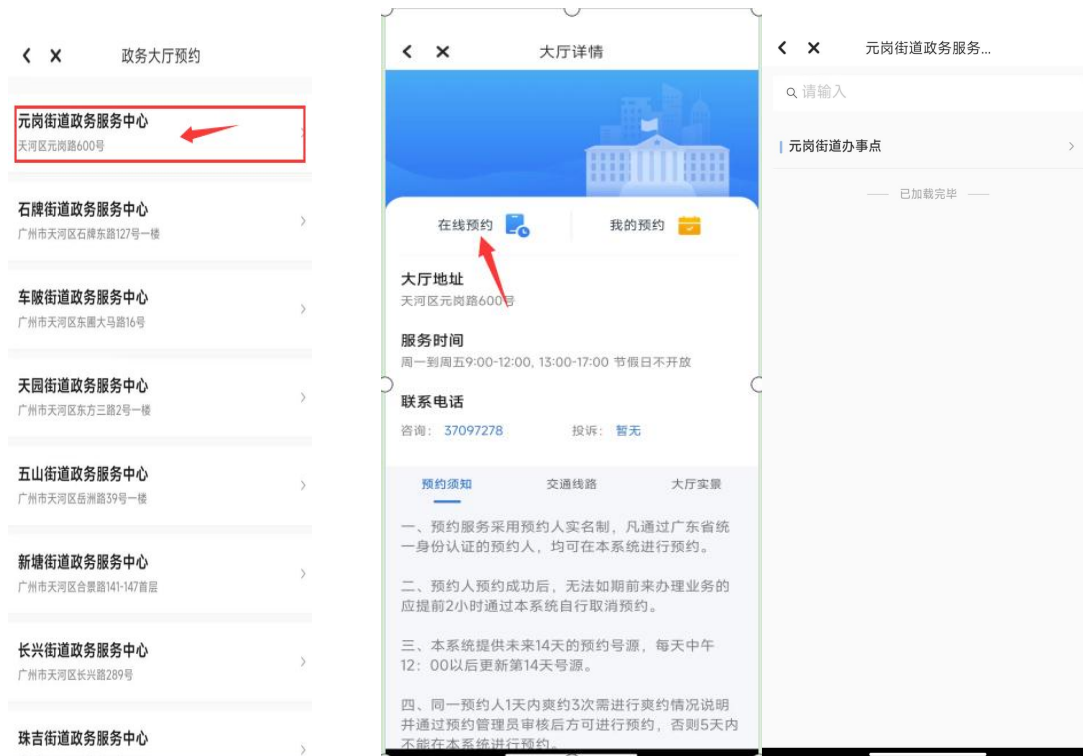 政务大厅预约
元岗街道政务服务中心
天河区元岗路600号
石牌街道政务服务中心
广州市天河区石牌东路127号一楼
车陂街道政务服务中心
广州市天河区东圃大马路16号
天园街道政务服务中心
广州市天河区东方三路2号一楼
五山街道政务服务中心
广州市天河区岳洲路39号一楼
新塘街道政务服务中心
广州市天河区合景路141-147首层
长兴街道政务服务中心
广州市天河区长兴路289号
珠吉街道政务服务中心
大厅详情
在线预约
我的预约
大厅地址
天河区元岗路600号
服务时间
周一到周五9:00-12:00, 13:00-17:00 节假日不开放
联系电话
咨询: 37097278 投诉: 暂无
预约须知 交通线路 大厅实景
一、预约服务采用预约人实名制，凡通过广东省统
一身份认证的预约人，均可在本系统进行预约。
二、预约人预约成功后，无法如期前来办理业务的
应提前2小时通过本系统自行取消预约。
三、本系统提供未来14天的预约号源，每天中午
12：00以后更新第14天号源。
四、同一预约人1天内爽约3次需进行爽约情况说明
并通过预约管理员审核后方可进行预约，否则5天内
不能在本系统进行预约。
元岗街道政务服务...
请输入
元岗街道办事点
已加载完毕